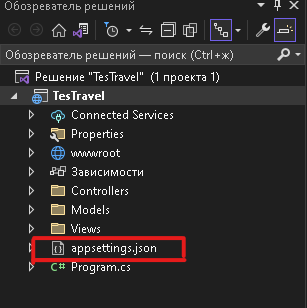 Обозреватель решений
Обозреватель решений — поиск (Ctrl+ж)
Решение "TesTravel" (1 проекта 1)
TesTravel
Connected Services
Properties
wwwroot
Зависимости
Controllers
Models
Views
appsettings.json
C# Program.cs